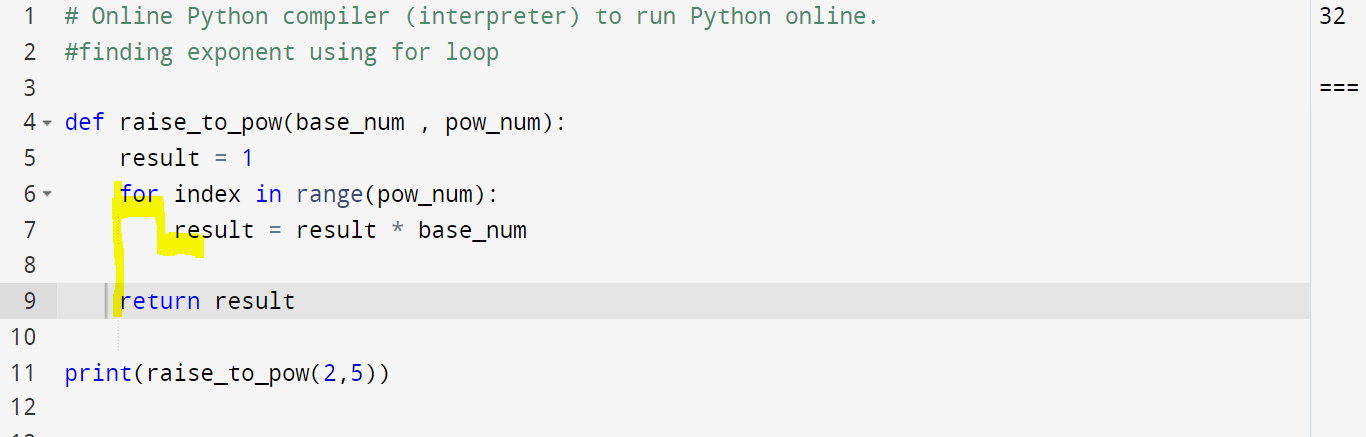 1 # Online Python compiler (interpreter) to run Python online.
32
2 #finding exponent using for loop
3
===
4 def raise_to_pow(base_num , pow_num):
5     result = 1
6     for index in range(pow_num):
7         result = result * base_num
8
9     return result
10
11 print(raise_to_pow(2,5))
12